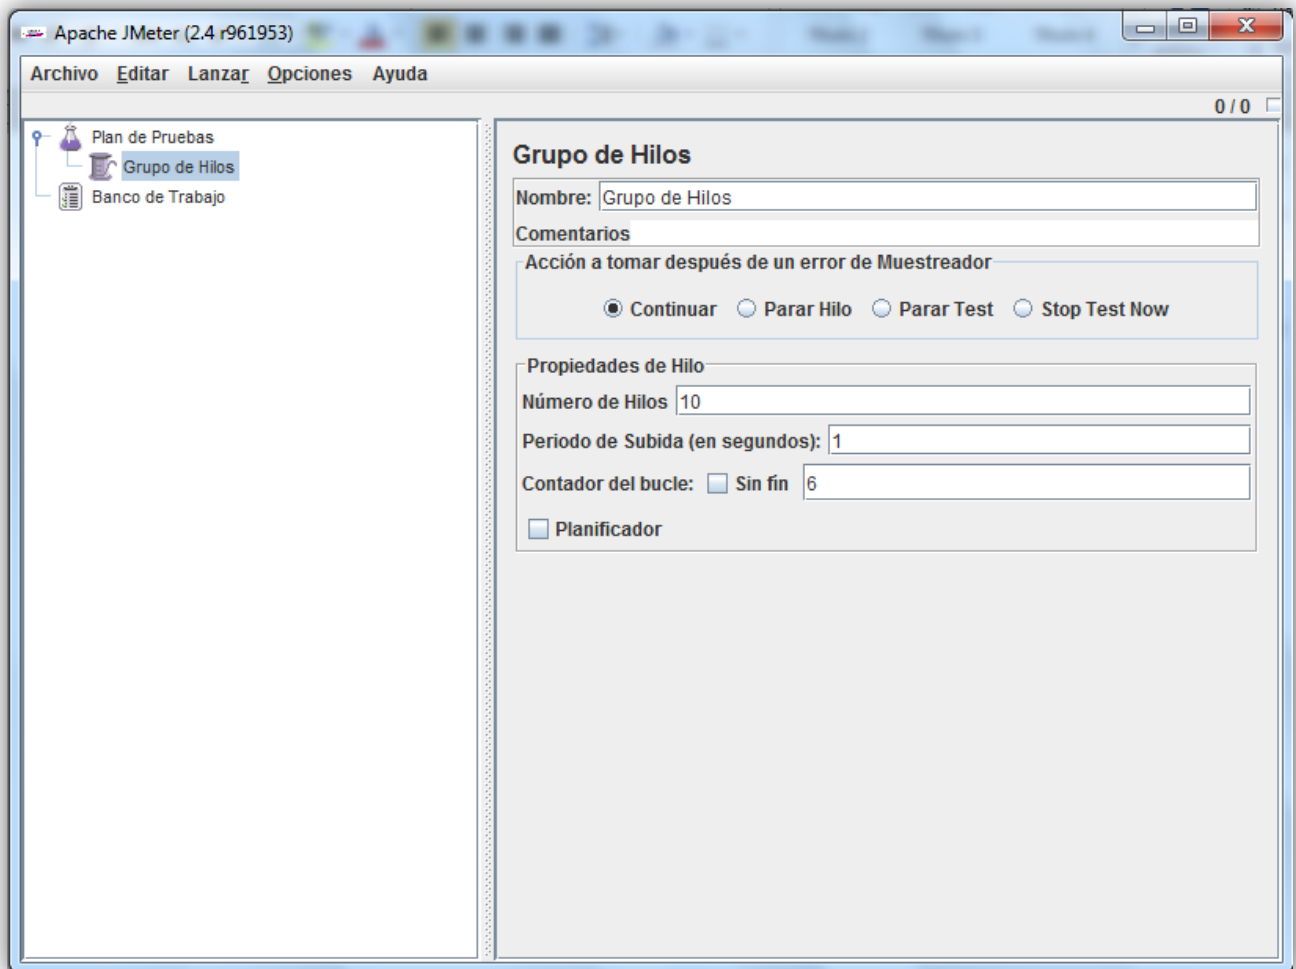 Apache JMeter (2.4 r961953)
Archivo Editar Lanzar Opciones Ayuda
0 / 0
Plan de Pruebas
Grupo de Hilos
Banco de Trabajo
Grupo de Hilos
Nombre: Grupo de Hilos
Comentarios
Acción a tomar después de un error de Muestreador
Continuar Parar Hilo Parar Test Stop Test Now
Propiedades de Hilo
Número de Hilos 10
Periodo de Subida (en segundos): 1
Contador del bucle: Sin fin 6
Planificador